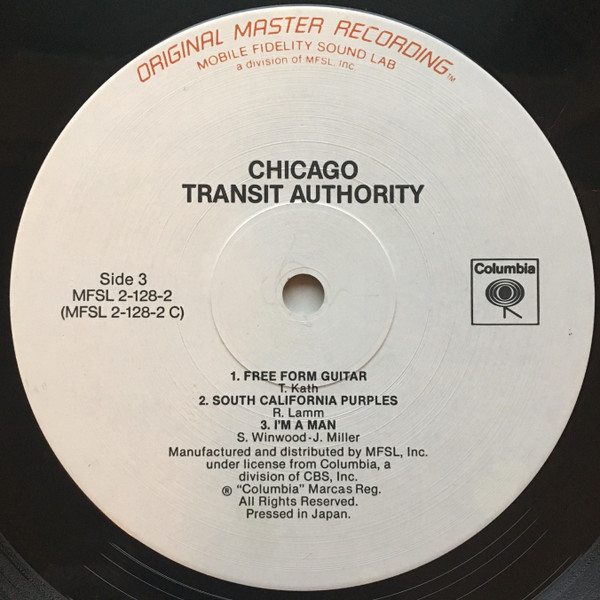 ORIGINAL MASTER RECORDING™
MOBILE FIDELITY SOUND LAB
a division of MFSL, Inc.
CHICAGO
TRANSIT AUTHORITY
Side 3
MFSL 2-128-2
(MFSL 2-128-2 C)
Columbia
1. FREE FORM GUITAR
T. Kath
2. SOUTH CALIFORNIA PURPLES
R. Lamm
3. I'M A MAN
S. Winwood-J. Miller
Manufactured and distributed by MFSL, Inc.
under license from Columbia, a
division of CBS, Inc.
® "Columbia" Marcas Reg.
All Rights Reserved.
Pressed in Japan.